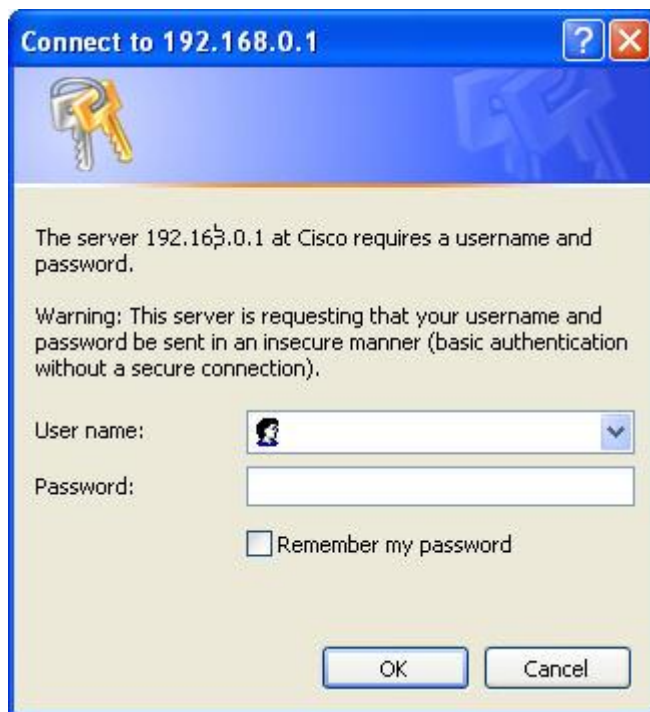 Connect to 192.168.0.1
?
The server 192.168.0.1 at Cisco requires a username and
password.
Warning: This server is requesting that your username and
password be sent in an insecure manner (basic authentication
without a secure connection).
User name:
Password:
Remember my password
OK
Cancel